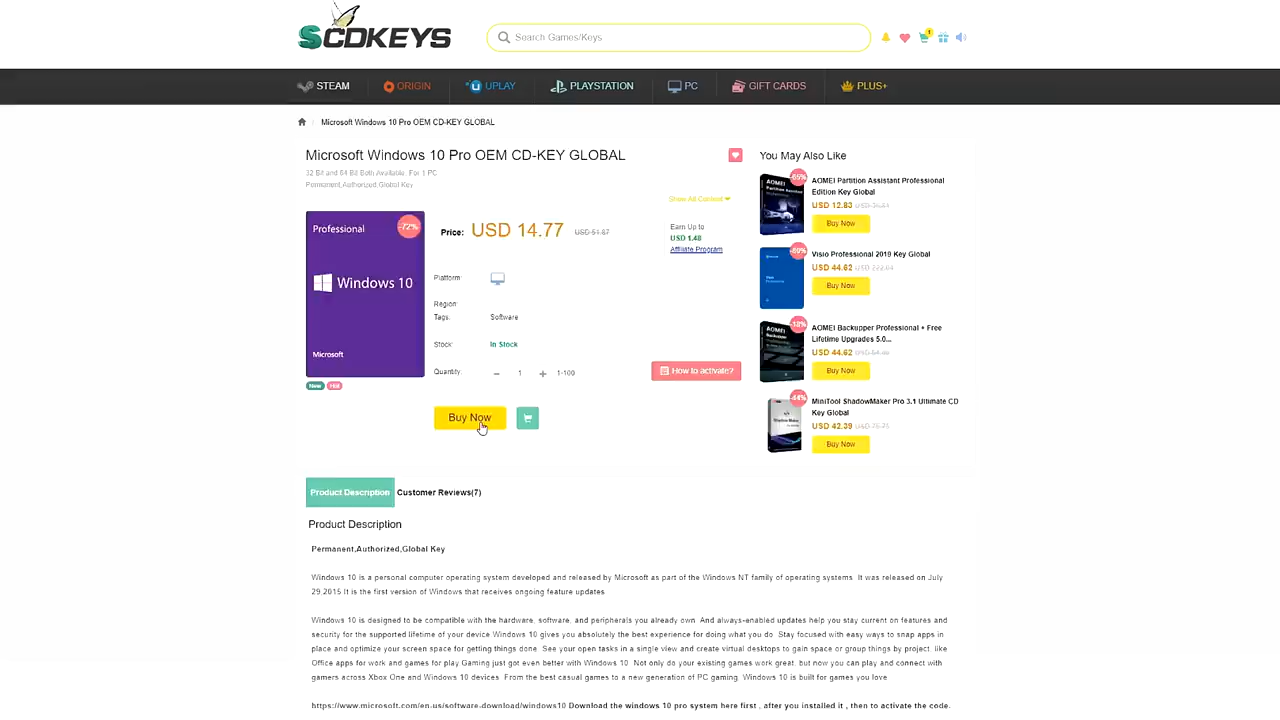 SCDKEYS
Search Games/Keys
1
STEAM
ORIGIN
UPLAY
PLAYSTATION
PC
GIFT CARDS
PLUS+
Microsoft Windows 10 Pro OEM CD-KEY GLOBAL
Microsoft Windows 10 Pro OEM CD-KEY GLOBAL
32 Bit and 64 Bit Both Available, For 1 PC
Permanent,Authorized,Global Key
Show All Content
Professional
-72%
Windows 10
Microsoft
New
Hot
Price: USD 14.77 USD 51.87
Earn Up to
USD 1.48
Affiliate Program
Platform:
Region:
Tags: Software
Stock: In Stock
Quantity: – 1 + 1-100
How to activate?
Buy Now
You May Also Like
AOMEI Partition Assistant Professional
Edition Key Global
USD 12.83
Buy Now
Visio Professional 2019 Key Global
USD 44.62
Buy Now
AOMEI Backupper Professional + Free
Lifetime Upgrades 5.0...
USD 44.62
Buy Now
MiniTool ShadowMaker Pro 3.1 Ultimate CD
Key Global
USD 42.39
Buy Now
Product Description
Customer Reviews(7)
Product Description
Permanent,Authorized,Global Key
Windows 10 is a personal computer operating system developed and released by Microsoft as part of the Windows NT family of operating systems. It was released on July
29,2015.It is the first version of Windows that receives ongoing feature updates.
Windows 10 is designed to be compatible with the hardware, software, and peripherals you already own. And always-enabled updates help you stay current on features and
security for the supported lifetime of your device.Windows 10 gives you absolutely the best experience for doing what you do. Stay focused with easy ways to snap apps in
place and optimize your screen space for getting things done. See your open tasks in a single view and create virtual desktops to gain space or group things by project, like
Office apps for work and games for play.Gaming just got even better with Windows 10. Not only do your existing games work great, but now you can play and connect with
gamers across Xbox One and Windows 10 devices. From the best casual games to a new generation of PC gaming, Windows 10 is built for games you love.
https://www.microsoft.com/en-us/software-download/windows10 Download the windows 10 pro system here first , after you installed it , then to activate the code.